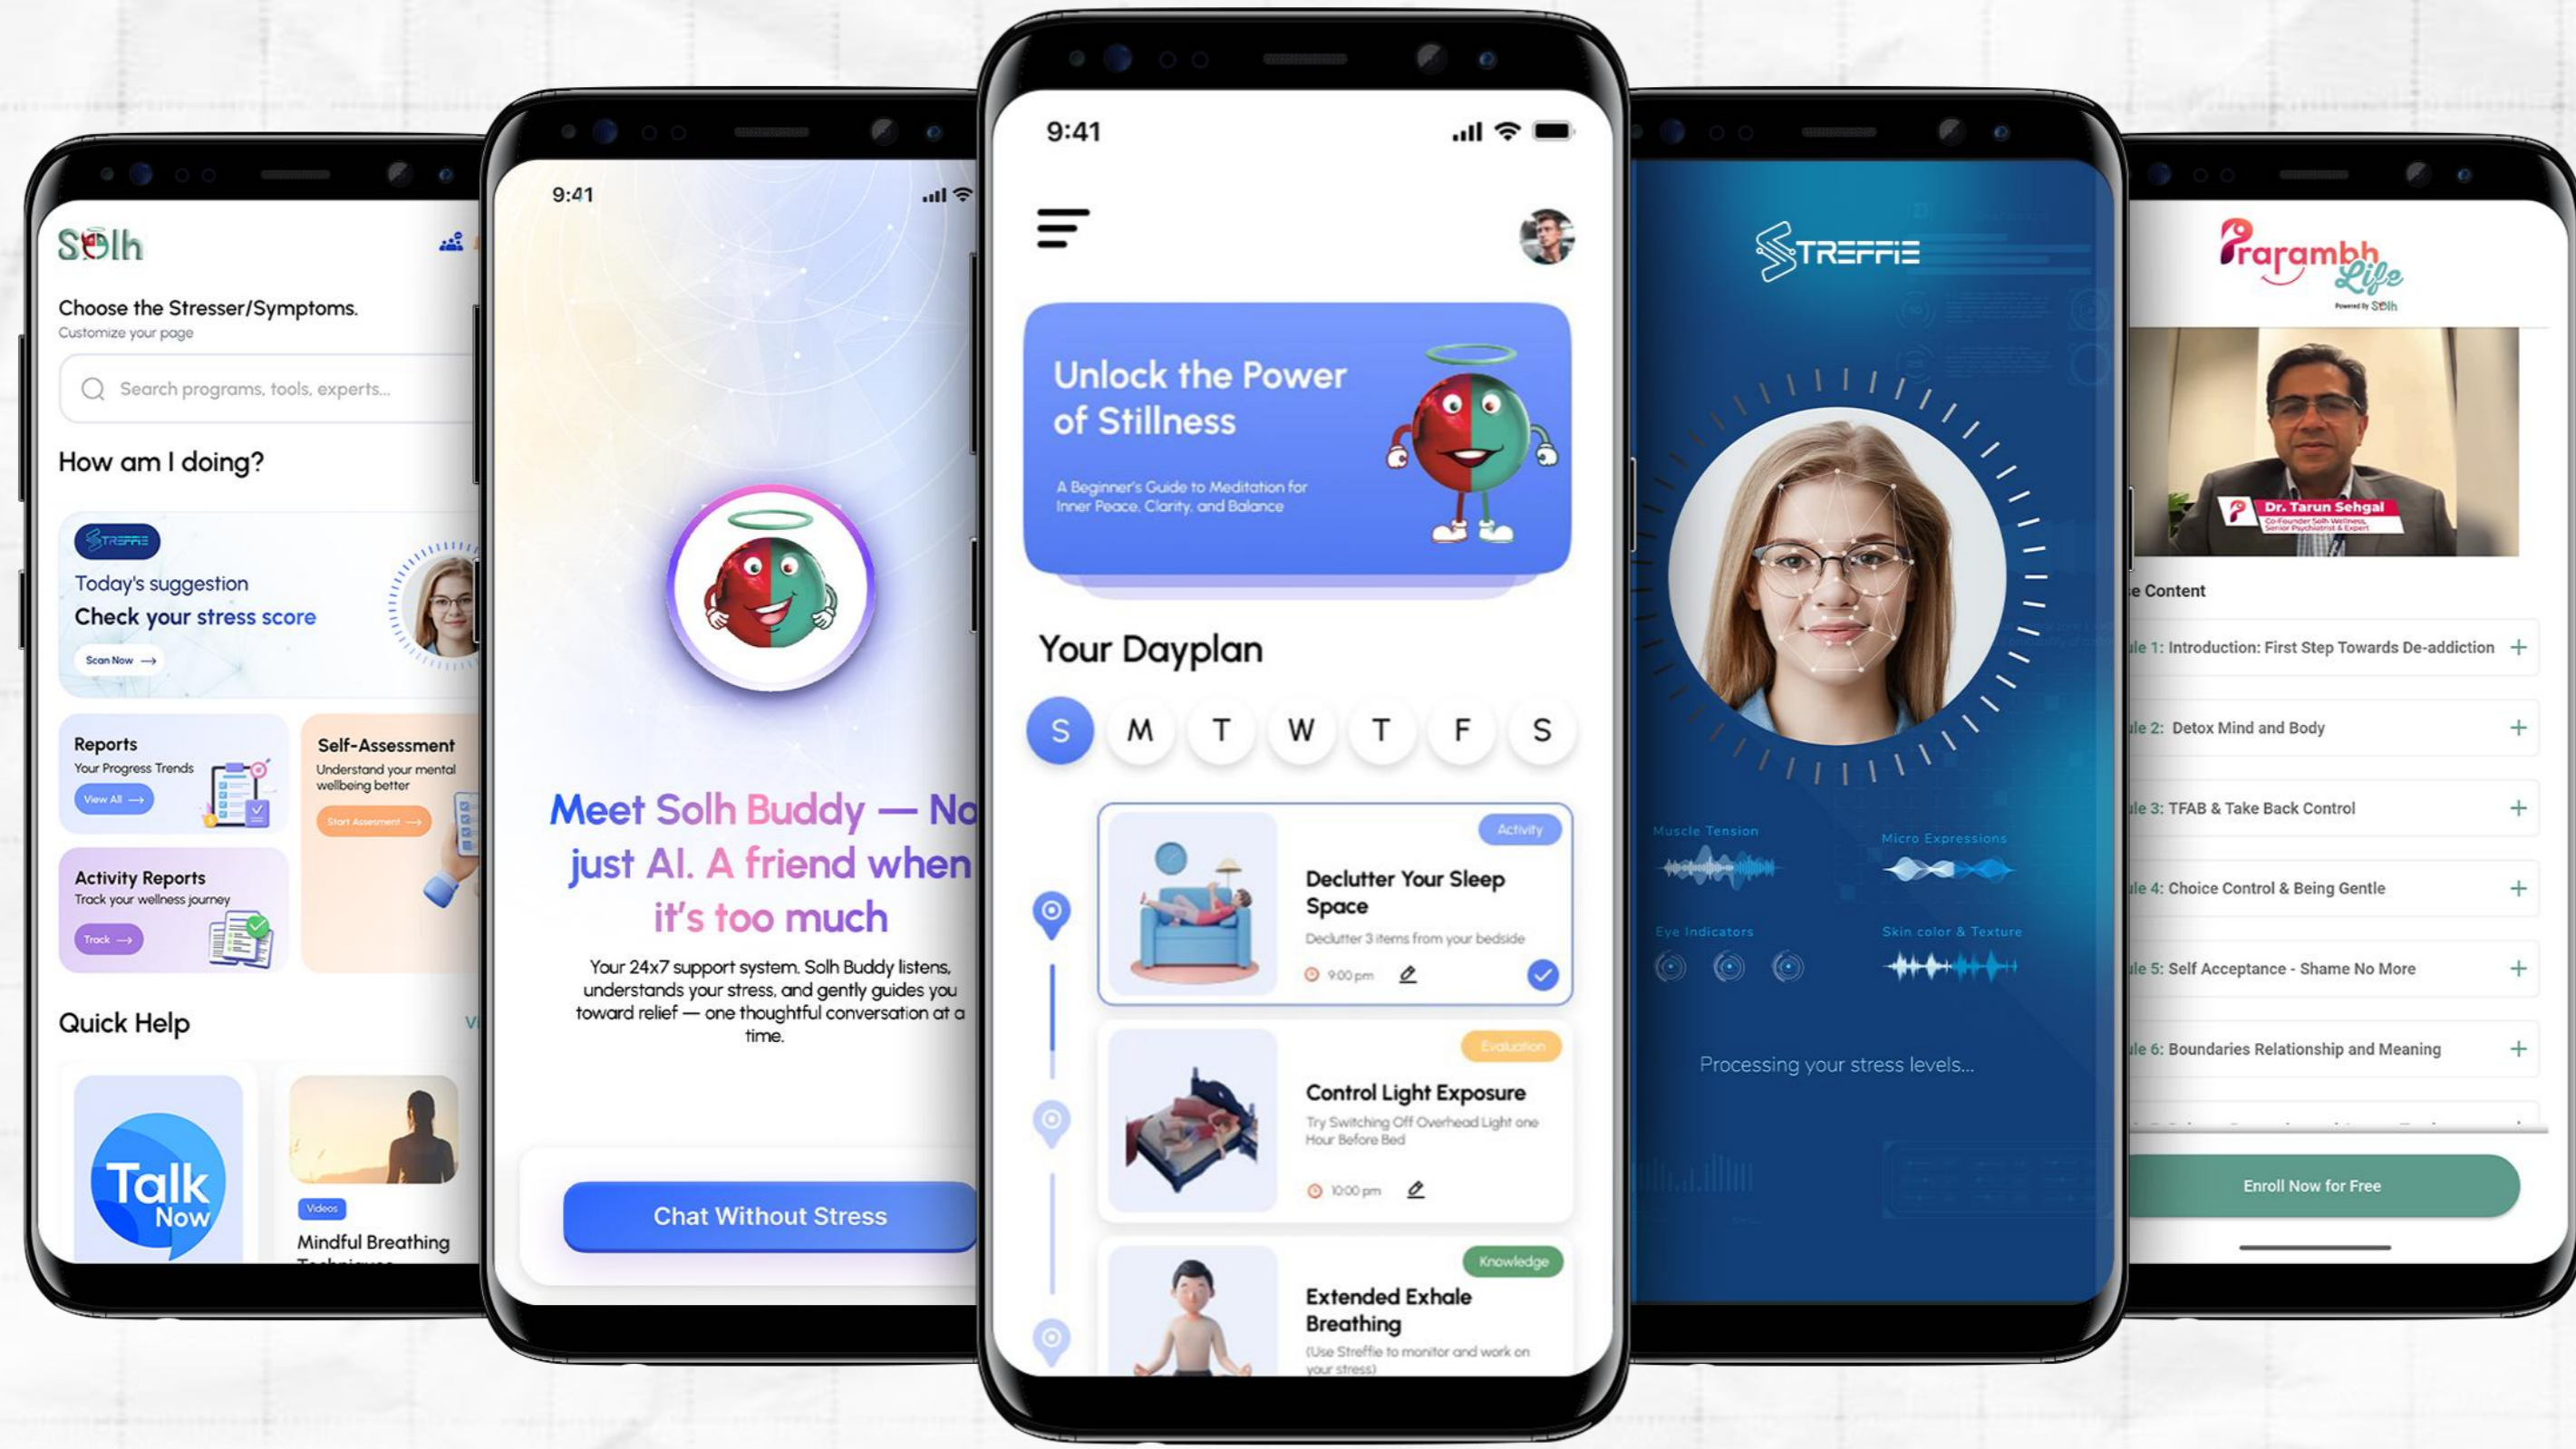 Solh
Choose the Stresser/Symptoms.
Customize your page
Search programs, tools, experts...
How am I doing?
STREFFIE
Today's suggestion
Check your stress score
Scan Now →
Reports
Your Progress Trends
View All →
Self-Assessment
Understand your mental
wellbeing better
Start Assesment →
Activity Reports
Track your wellness journey
Track →
Quick Help
Talk
Now
Videos
Mindful Breathing
9:41
Meet Solh Buddy — No
just AI. A friend when
it's too much
Your 24x7 support system. Solh Buddy listens,
understands your stress, and gently guides you
toward relief — one thoughtful conversation at a
time.
Chat Without Stress
9:41
Unlock the Power
of Stillness
A Beginner's Guide to Meditation for
Inner Peace, Clarity, and Balance
Your Dayplan
S M T W T F S
Activity
Declutter Your Sleep
Space
Declutter 3 items from your bedside
9:00 pm
Evaluation
Control Light Exposure
Try Switching Off Overhead Light one
Hour Before Bed
10:00 pm
Knowledge
Extended Exhale
Breathing
(Use Streffie to monitor and work on
your stress)
STREFFIE
Muscle Tension
Micro Expressions
Eye Indicators
Skin color & Texture
Processing your stress levels...
Prarambh
Life
Powered By Solh
Dr. Tarun Sehgal
Co-Founder Solh Wellness,
Senior Psychiatrist & Expert
e Content
ule 1: Introduction: First Step Towards De-addiction
ule 2: Detox Mind and Body
ule 3: TFAB & Take Back Control
ule 4: Choice Control & Being Gentle
ule 5: Self Acceptance - Shame No More
ule 6: Boundaries Relationship and Meaning
Enroll Now for Free